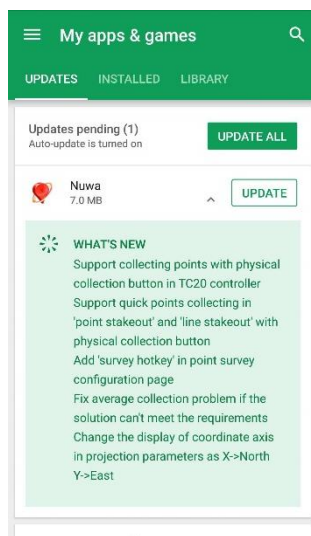 My apps & games
UPDATES INSTALLED LIBRARY
Updates pending (1)
Auto-update is turned on
UPDATE ALL
Nuwa
7.0 MB
UPDATE
WHAT'S NEW
Support collecting points with physical
collection button in TC20 controller
Support quick points collecting in
'point stakeout' and 'line stakeout' with
physical collection button
Add 'survey hotkey' in point survey
configuration page
Fix average collection problem if the
solution can't meet the requirements
Change the display of coordinate axis
in projection parameters as X->North
Y->East